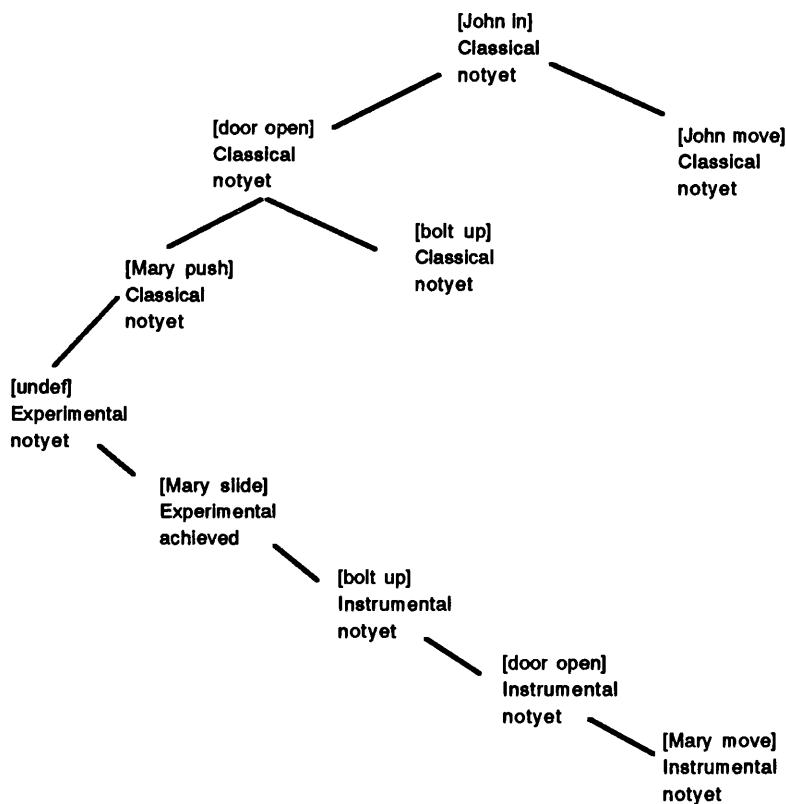 [John in]
Classical
notyet
[door open]
Classical
notyet
[John move]
Classical
notyet
[Mary push]
Classical
notyet
[bolt up]
Classical
notyet
[undef]
Experimental
notyet
[Mary slide]
Experimental
achieved
[bolt up]
Instrumental
notyet
[door open]
Instrumental
notyet
[Mary move]
Instrumental
notyet